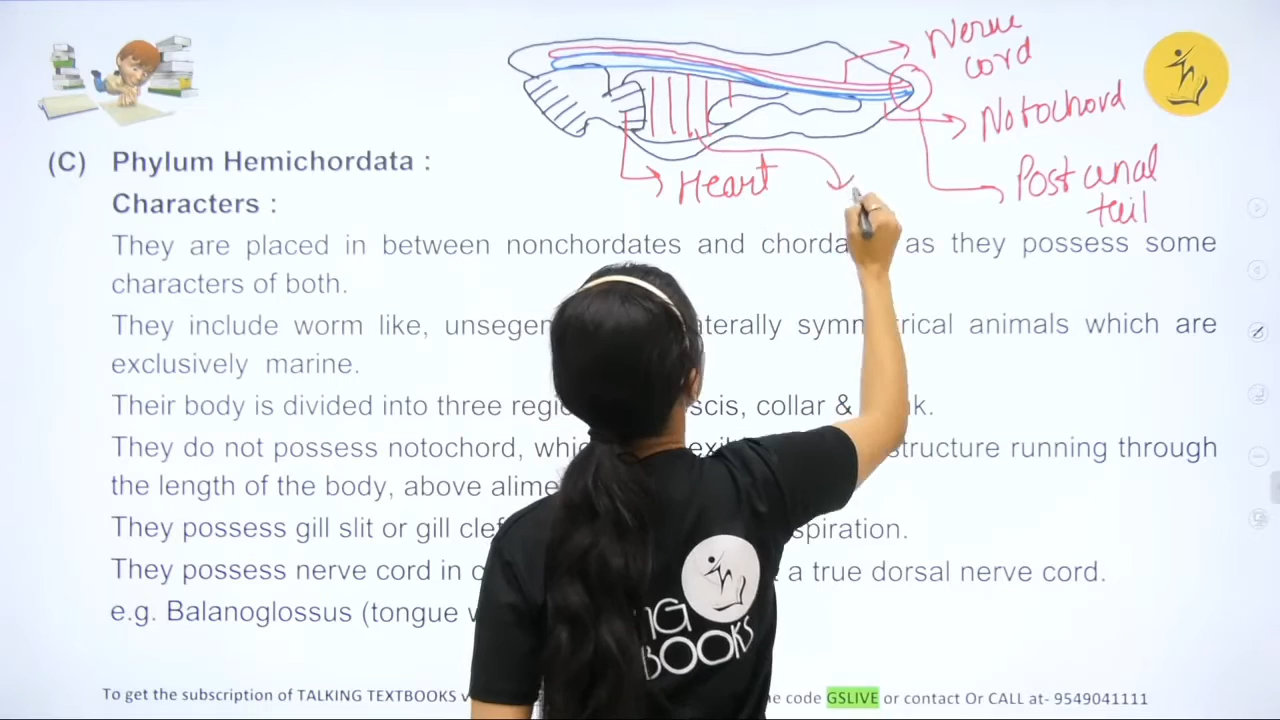 Nerve
cord
Notochord
Post anal
tail
Heart
(C) Phylum Hemichordata :
Characters :
They are placed in between nonchordates and chorda as they possess some
characters of both.
They include worm like, unsegen aterally symm trical animals which are
exclusively marine.
Their body is divided into three regi scis, collar & k.
They do not possess notochord, whi exi structure running through
the length of the body, above alime
They possess gill slit or gill clef spiration.
They possess nerve cord in c a true dorsal nerve cord.
e.g. Balanoglossus (tongue w
NG
BOOKS
To get the subscription of TALKING TEXTBOOKS v e code GSLIVE or contact Or CALL at- 9549041111